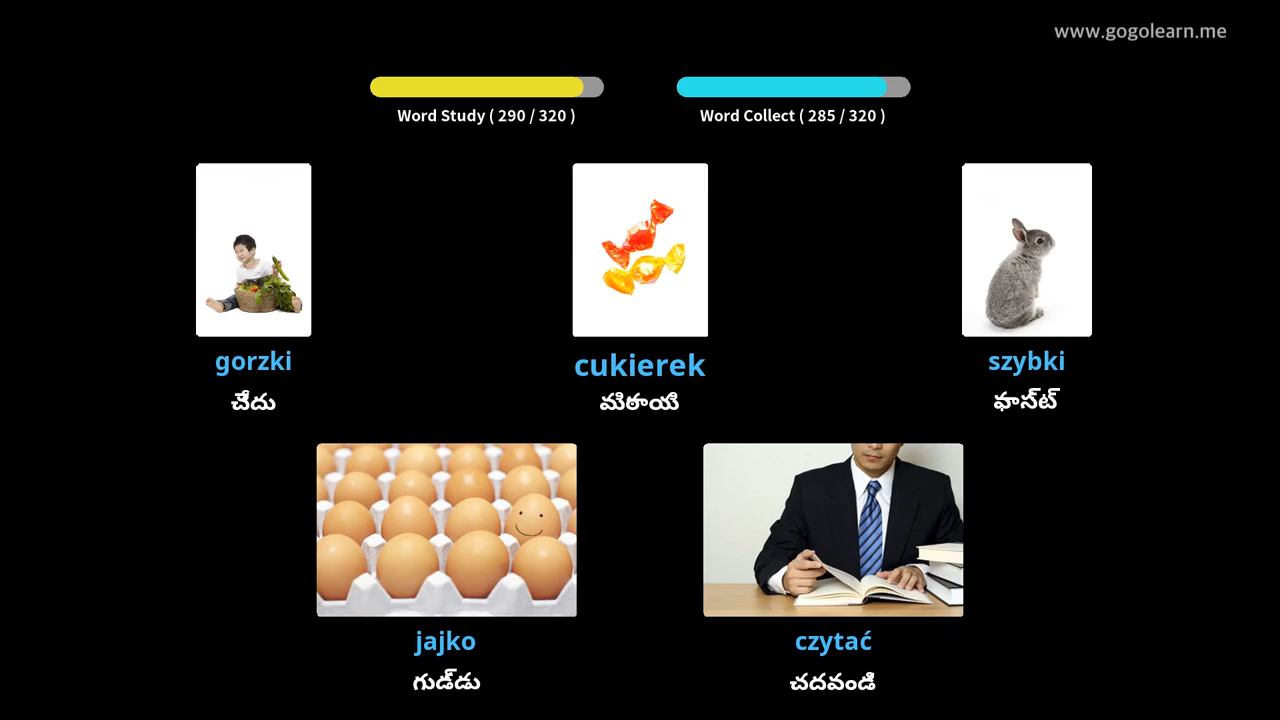 www.gogolearn.me
Word Study ( 290 / 320 )
Word Collect ( 285 / 320 )
gorzki
cukierek
szybki
చేదు
మిఠాయి
ఫాస్ట్
jajko
czytać
గుడ్డు
చదవండి